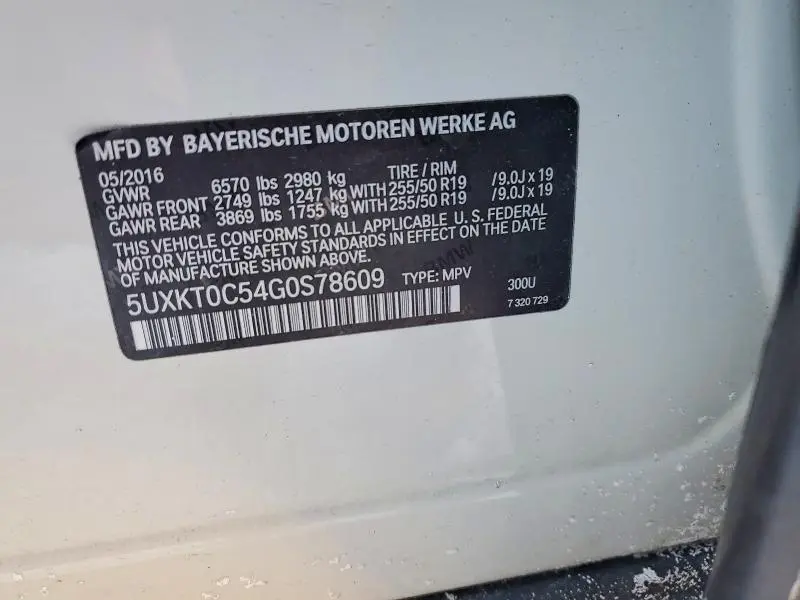 MFD BY BAYERISCHE MOTOREN WERKE AG
05/2016 TIRE / RIM
GVWR 6570 lbs 2980 kg
GAWR FRONT 2749 lbs 1247 kg WITH 255/50 R19 /9.0J x 19
GAWR REAR 3869 lbs 1755 kg WITH 255/50 R19 /9.0J x 19
THIS VEHICLE CONFORMS TO ALL APPLICABLE U. S. FEDERAL
MOTOR VEHICLE SAFETY STANDARDS IN EFFECT ON THE DATE
OF MANUFACTURE SHOWN ABOVE.
5UXKT0C54G0S78609 TYPE: MPV 300U
7 320 729